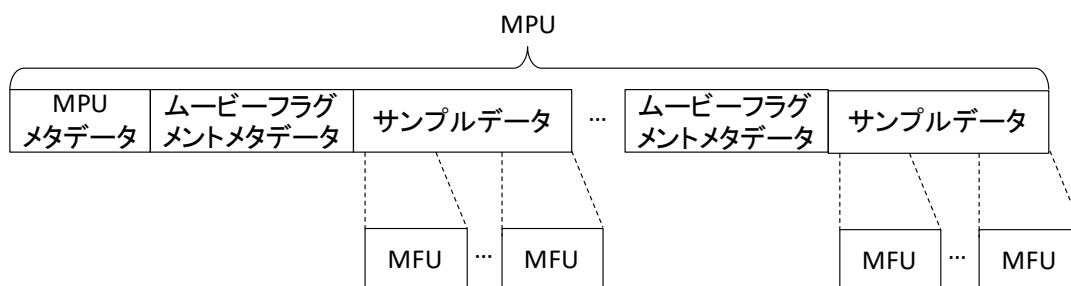 MPU
MPU
メタデータ
ムービーフラグ
メントメタデータ
サンプルデータ
...
ムービーフラグ
メントメタデータ
サンプルデータ
MFU
...
MFU
MFU
...
MFU